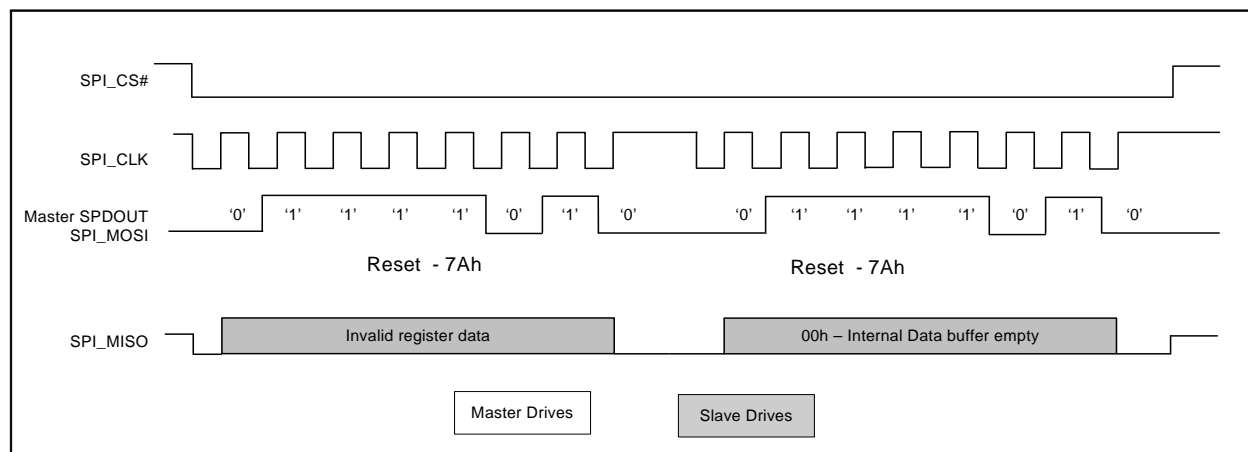 SPI_CS#
SPI_CLK
Master SPDOUT
SPI_MOSI
‘0’ ‘1’ ‘1’ ‘1’ ‘1’ ‘0’ ‘1’ ‘0’ ‘0’ ‘1’ ‘1’ ‘1’ ‘1’ ‘0’ ‘1’ ‘0’
Reset - 7Ah Reset - 7Ah
SPI_MISO
Invalid register data 00h – Internal Data buffer empty
Master Drives Slave Drives